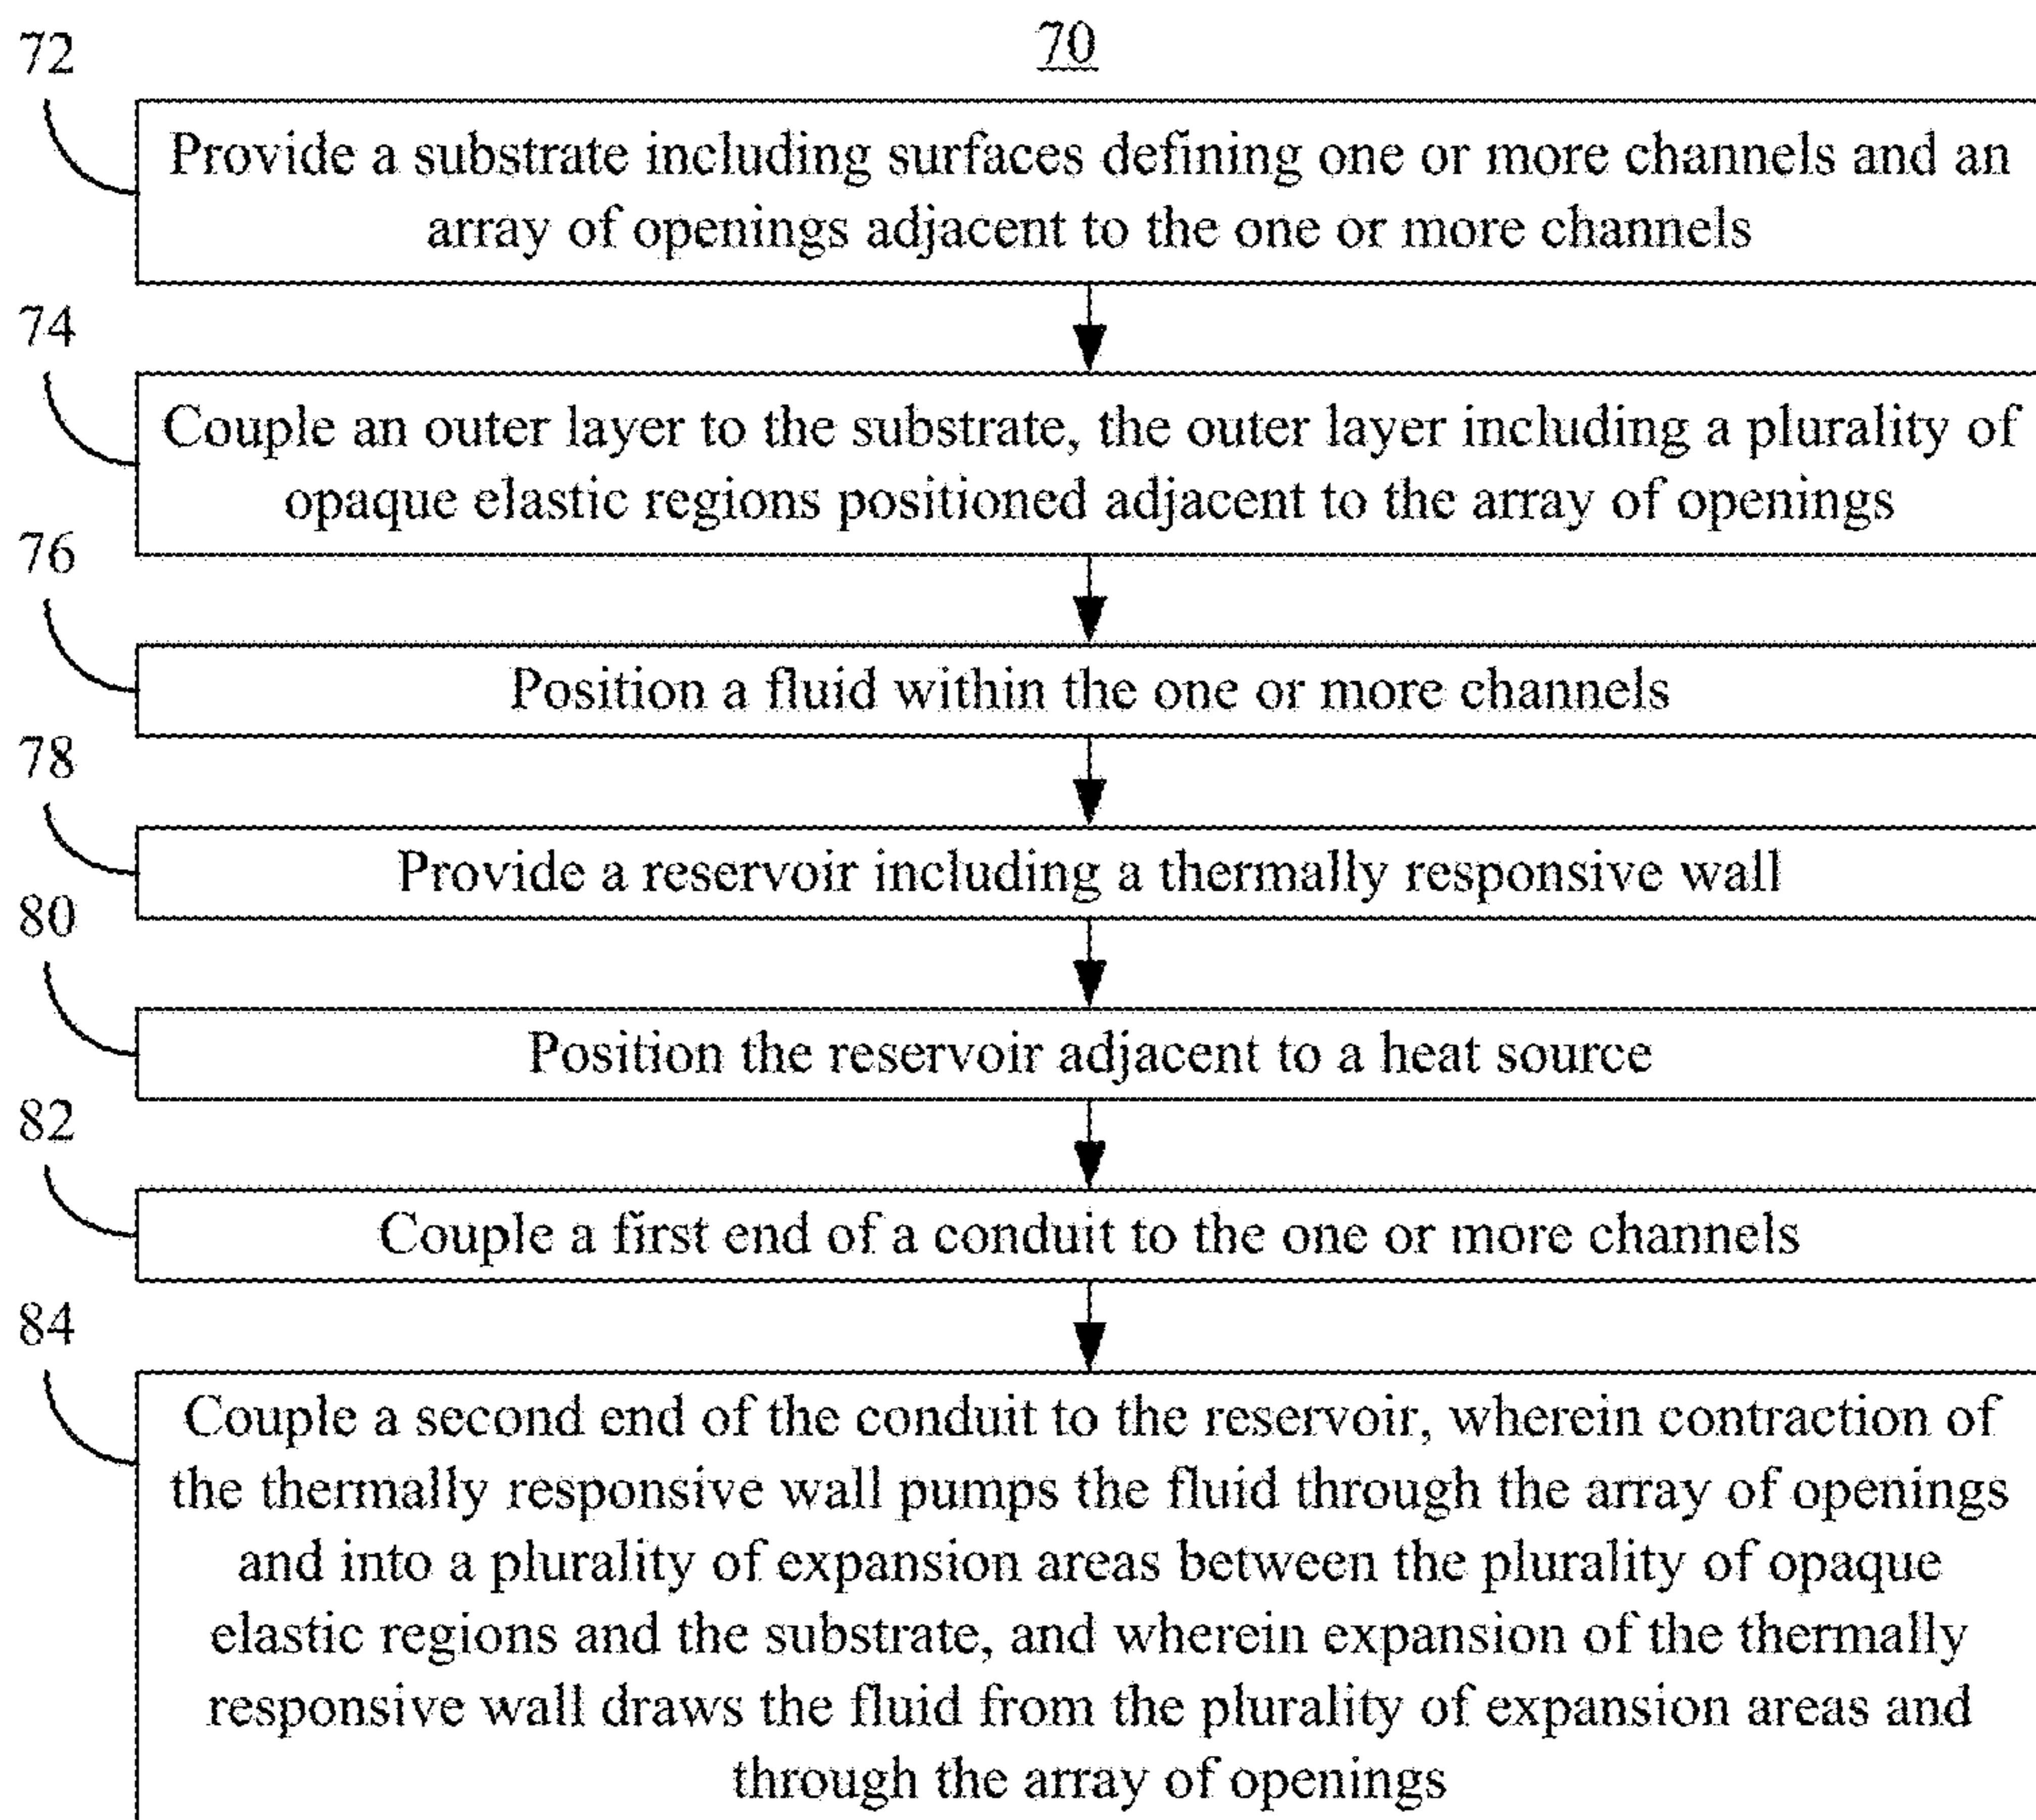 70
72
Provide a substrate including surfaces defining one or more channels and an
array of openings adjacent to the one or more channels
74
Couple an outer layer to the substrate, the outer layer including a plurality of
opaque elastic regions positioned adjacent to the array of openings
76
Position a fluid within the one or more channels
78
Provide a reservoir including a thermally responsive wall
80
Position the reservoir adjacent to a heat source
82
Couple a first end of a conduit to the one or more channels
84
Couple a second end of the conduit to the reservoir, wherein contraction of
the thermally responsive wall pumps the fluid through the array of openings
and into a plurality of expansion areas between the plurality of opaque
elastic regions and the substrate, and wherein expansion of the thermally
responsive wall draws the fluid from the plurality of expansion areas and
through the array of openings